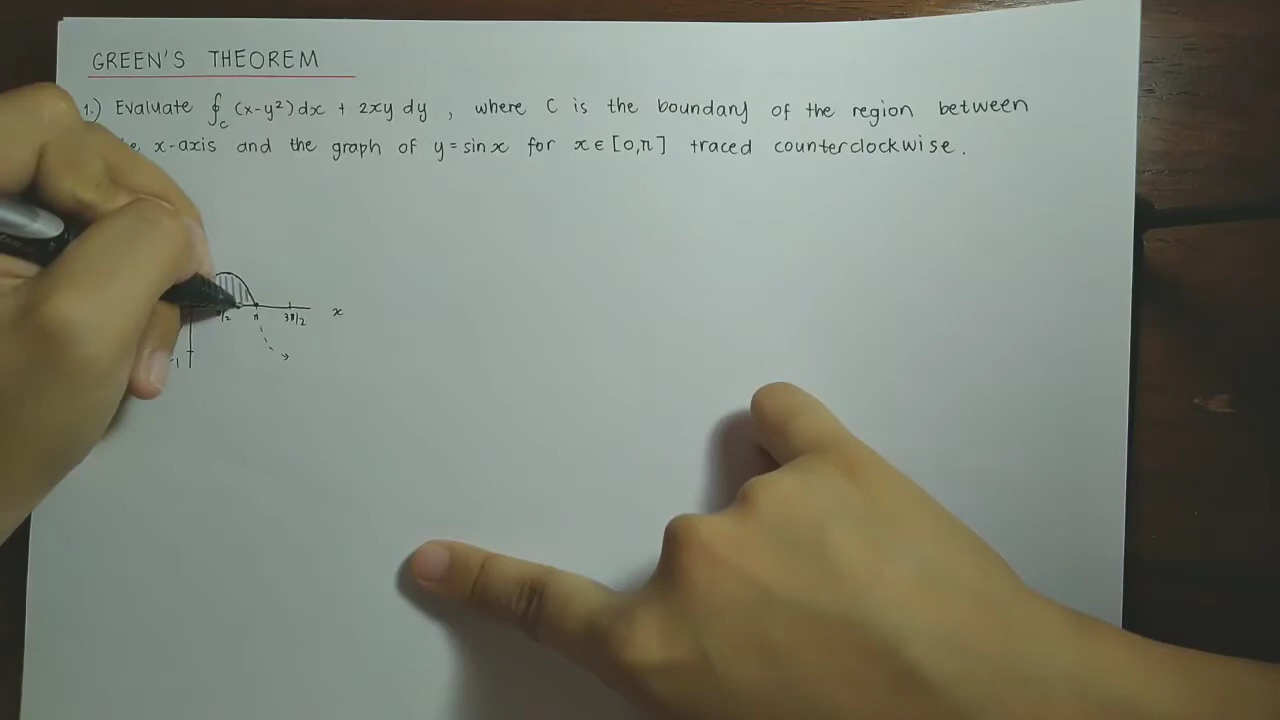 GREEN'S THEOREM
1.) Evaluate ∮c (x-y²)dx + 2xy dy , where C is the boundary of the region between
x-axis and the graph of y = sin x for x ∈ [0,π] traced counterclockwise.
x
π 3π/2
-1